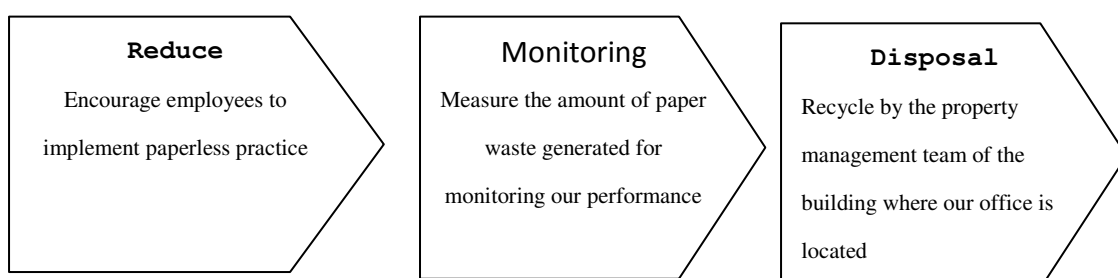 Reduce
Encourage employees to
implement paperless practice
Monitoring
Measure the amount of paper
waste generated for
monitoring our performance
Disposal
Recycle by the property
management team of the
building where our office is
located